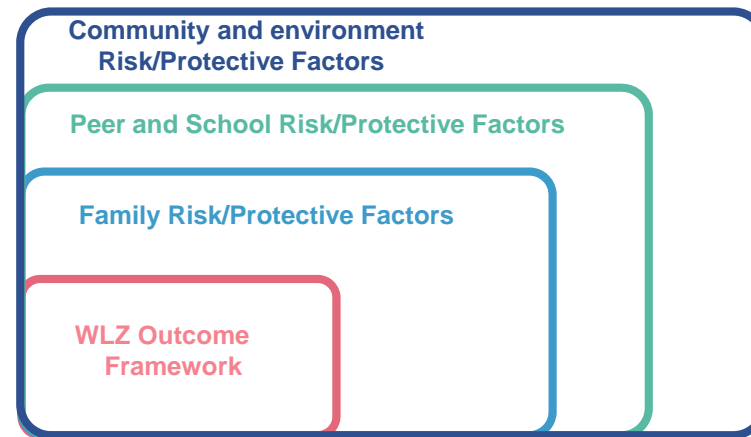 Community and environment
Risk/Protective Factors
Peer and School Risk/Protective Factors
Family Risk/Protective Factors
WLZ Outcome
Framework